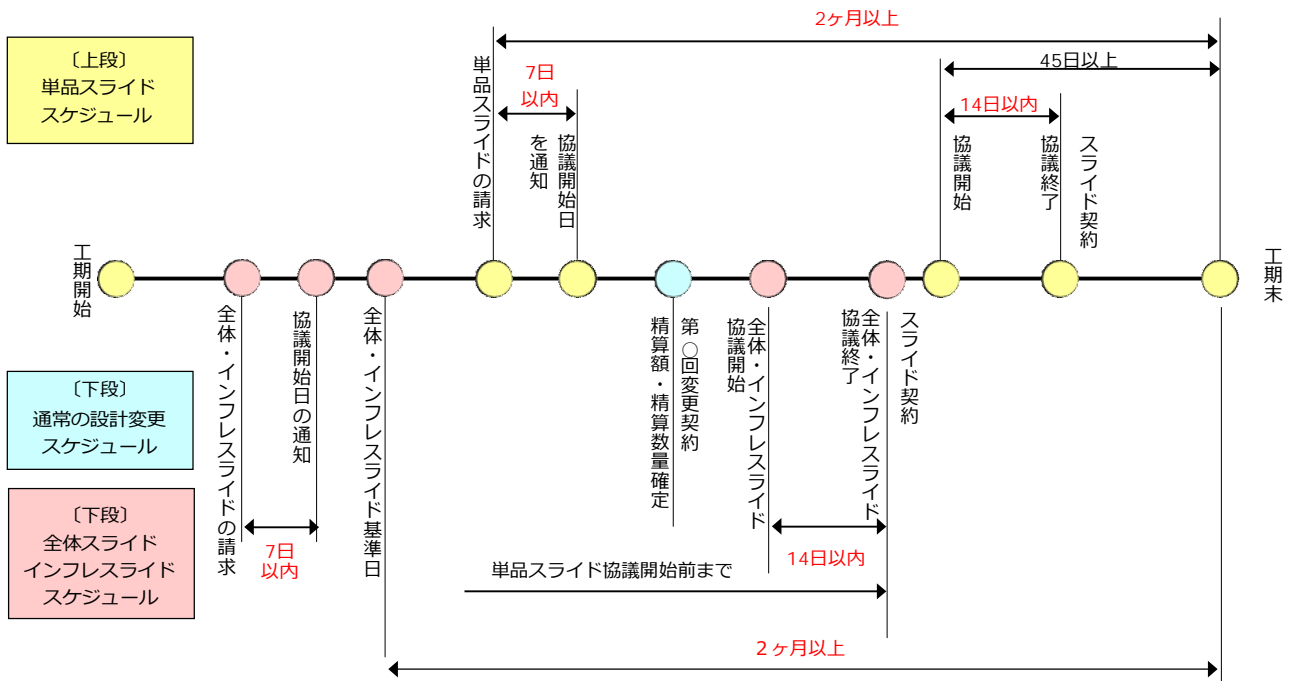 2ヶ月以上
〔上段〕
単品スライド
スケジュール
単品スライドの請求
7日
以内
協議開始日
を通知
45日以上
14日以内
協議開始
協議終了
スライド契約
工期開始
工期末
全体・インフレスライドの請求
協議開始日の通知
全体・インフレスライド基準日
第○回変更契約
精算額・精算数量確定
全体・インフレスライド
協議開始
全体・インフレスライド
協議終了
スライド契約
〔下段〕
通常の設計変更
スケジュール
〔下段〕
全体スライド
インフレスライド
スケジュール
7日
以内
14日以内
単品スライド協議開始前まで
2ヶ月以上